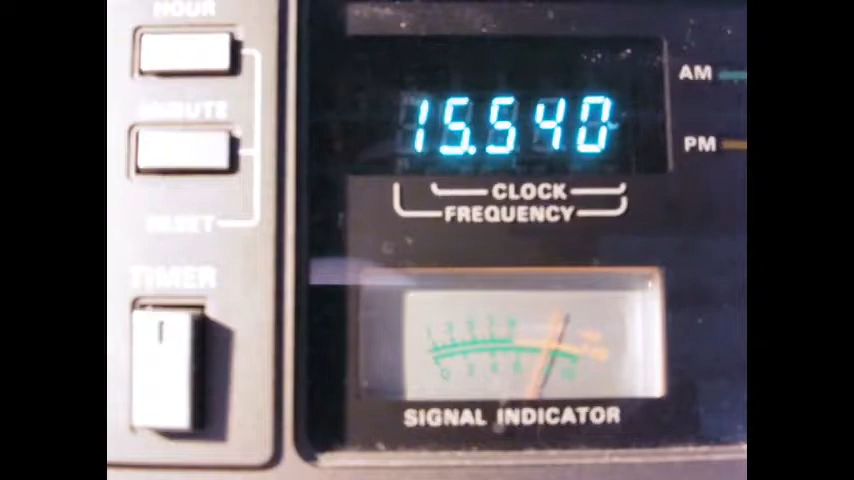 HOUR
MINUTE
RESET
TIMER
15.540
AM
PM
CLOCK
FREQUENCY
SIGNAL INDICATOR